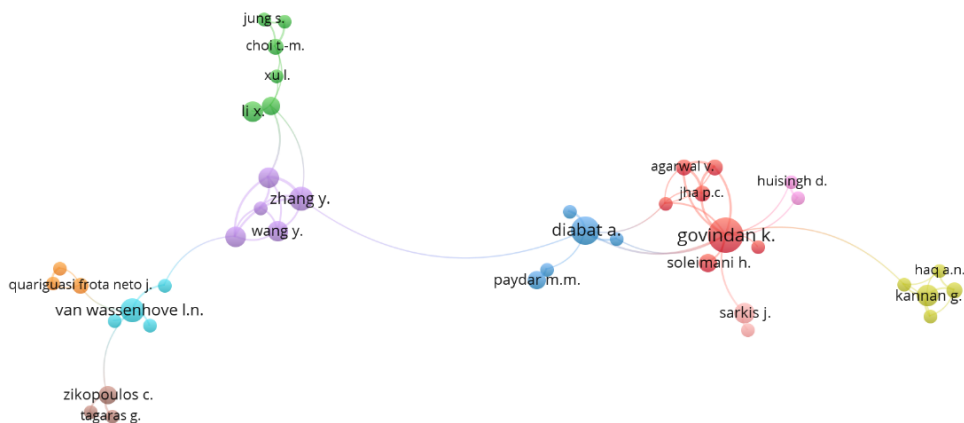 jung s.
choi t.-m.
xu l.
li x.
zhang y.
wang y.
quariguasi frota neto j.
van wassenhove l.n.
zikopoulos c.
tagaras g.
diabat a.
paydar m.m.
agarwal v.
jha p.c.
govindan k.
soleimani h.
sarkis j.
huisingh d.
haq a.n.
kannan g.